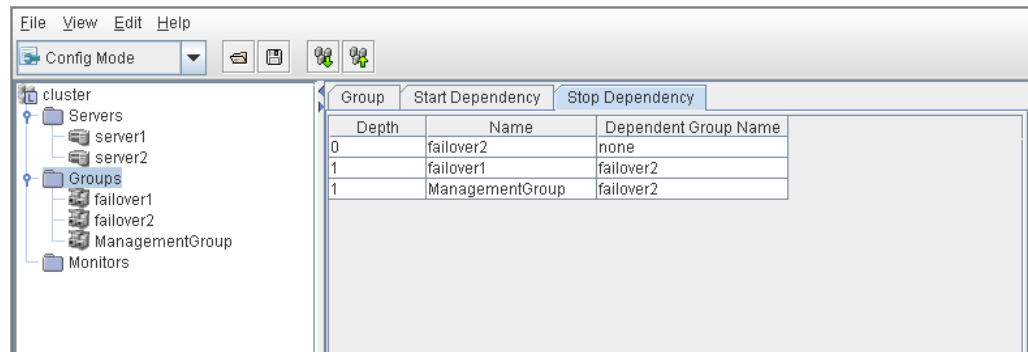 File View Edit Help
Config Mode
cluster
Servers
server1
server2
Groups
failover1
failover2
ManagementGroup
Monitors
Group Start Dependency Stop Dependency
Depth Name Dependent Group Name
0 failover2 none
1 failover1 failover2
1 ManagementGroup failover2